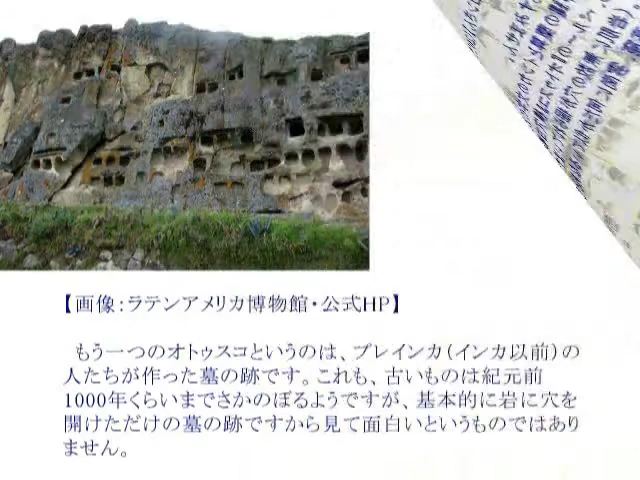 【画像：ラテンアメリカ博物館・公式HP】
もう一つのオトゥスコというのは、プレインカ（インカ以前）の
人たちが作った墓の跡です。これも、古いものは紀元前
1000年くらいまでさかのぼるようですが、基本的に岩に穴を
開けただけの墓の跡ですから見て面白いというものではあり
ません。